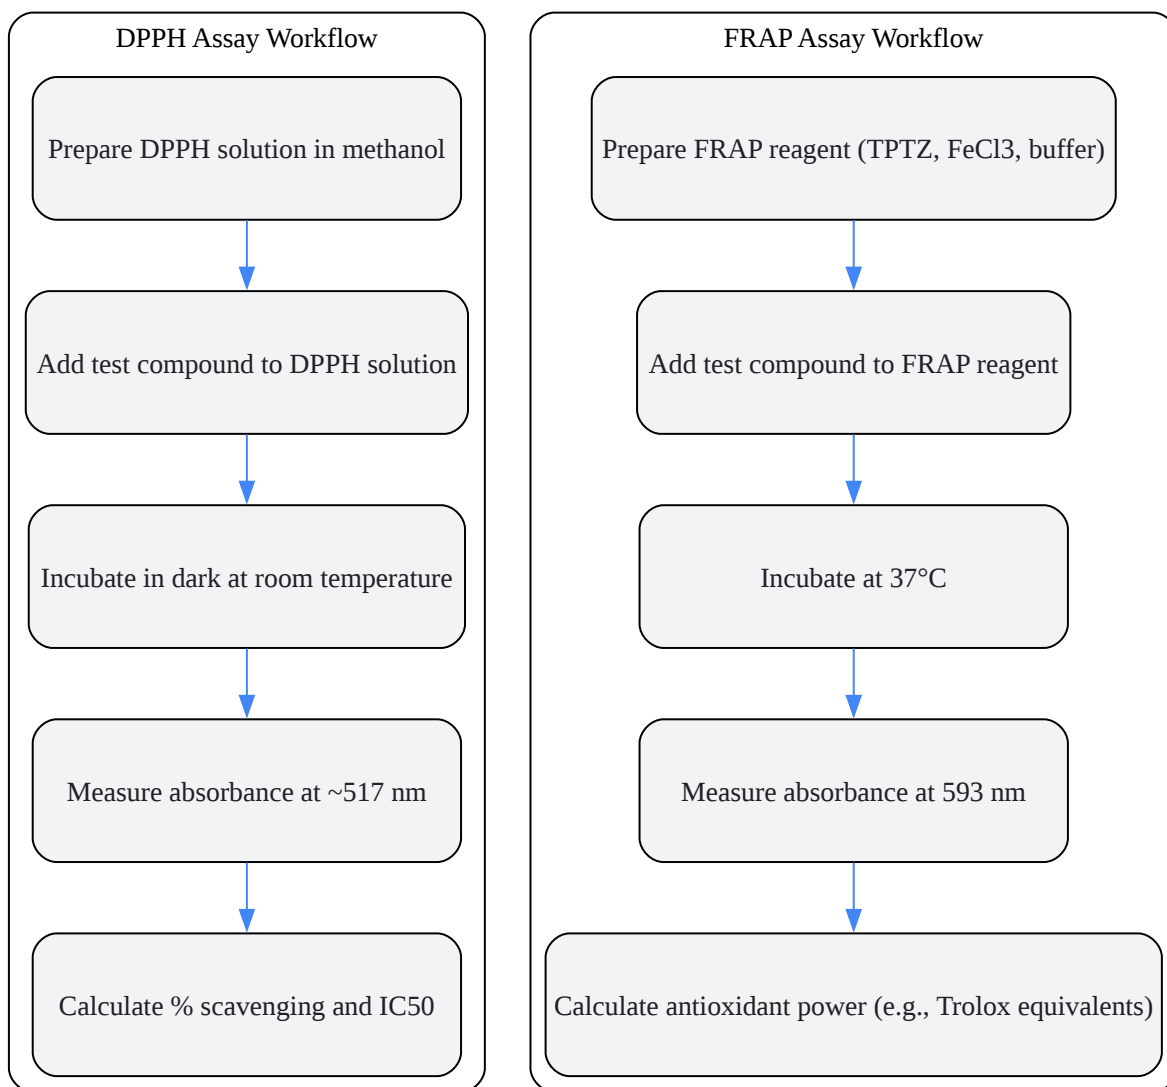 DPPH Assay Workflow
Prepare DPPH solution in methanol
Add test compound to DPPH solution
Incubate in dark at room temperature
Measure absorbance at ~517 nm
Calculate % scavenging and IC50
FRAP Assay Workflow
Prepare FRAP reagent (TPTZ, FeCl3, buffer)
Add test compound to FRAP reagent
Incubate at 37°C
Measure absorbance at 593 nm
Calculate antioxidant power (e.g., Trolox equivalents)